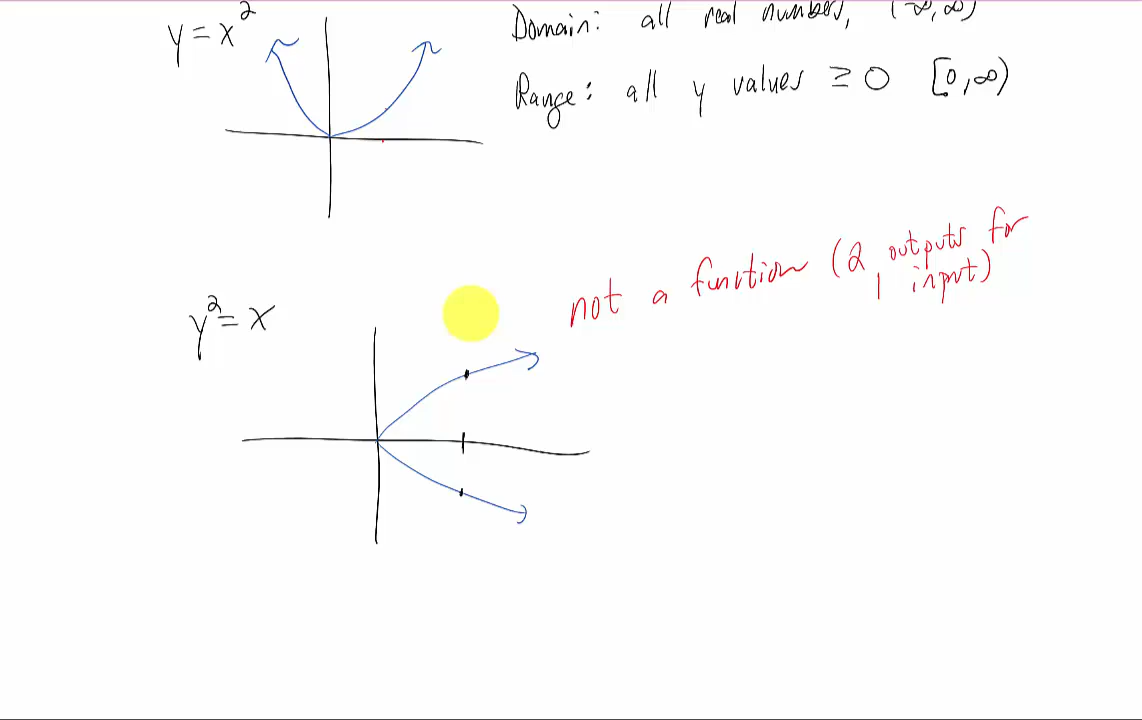 y = x²
Domain: all real numbers, (-∞,∞)
Range: all y values ≥ 0 [0,∞)
not a function (2 outputs for
1 input)
y² = x